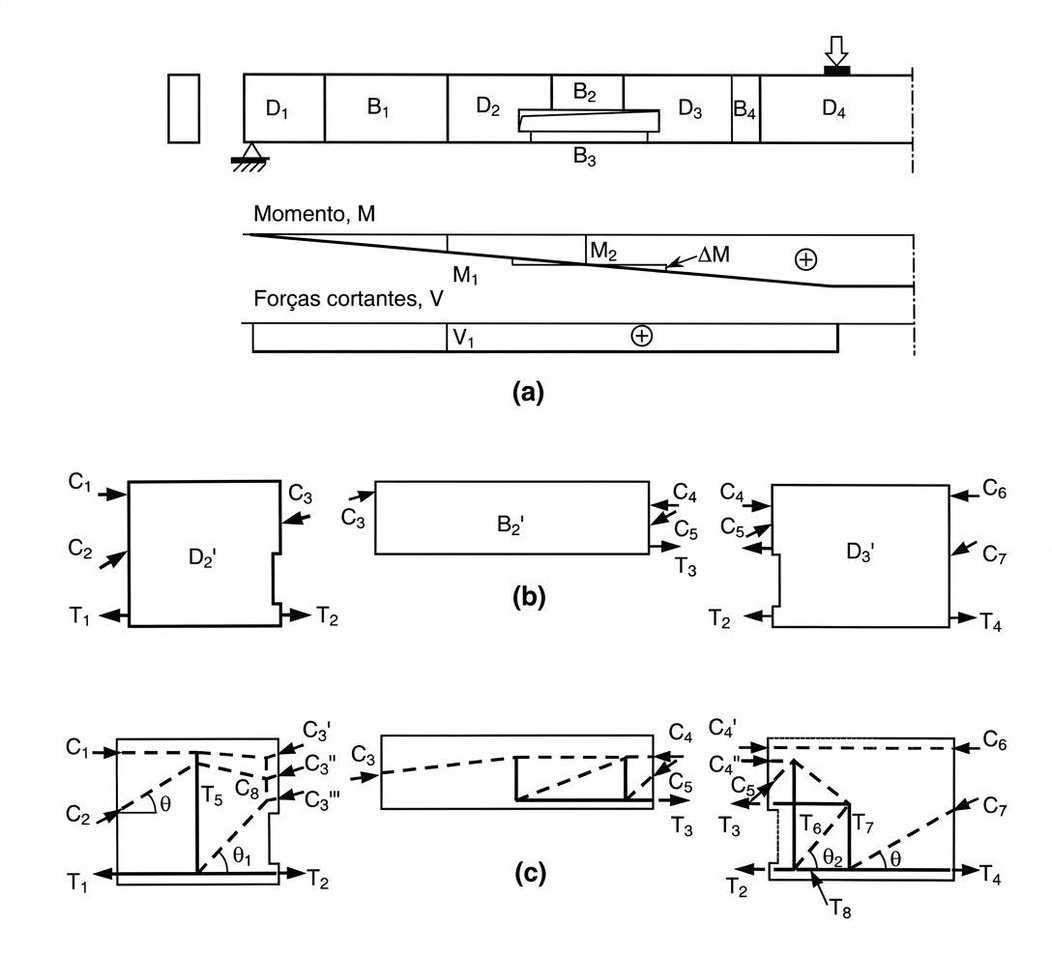 D₁ B₁ D₂ B₂ D₃ B₄ D₄
B₃
Momento, M
M₁ M₂ ΔM ⊕
Forças cortantes, V
V₁ ⊕
(a)
C₁ C₃ C₃ C₄ C₄ C₆
C₂ D₂' B₂' C₅ C₅ D₃' C₇
T₁ T₂ T₃ T₂ T₄
(b)
C₁ C₃' C₃ C₄ C₄' C₆
C₃'' C₄''
C₂ θ T₅ C₈ C₃''' C₅ C₅ C₇
θ₁ T₃ T₃ T₆ T₇
T₁ T₂ T₂ θ₂ θ T₄
T₈
(c)